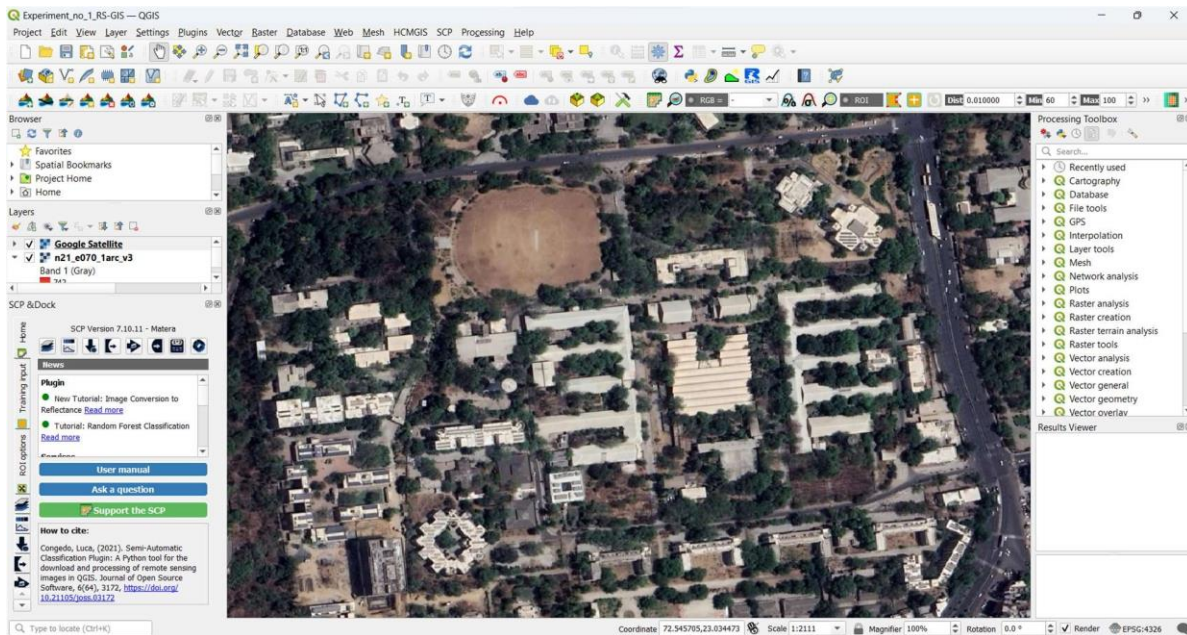 Experiment_no_1_RS-GIS — QGIS
Project Edit View Layer Settings Plugins Vector Raster Database Web Mesh HCMGIS SCP Processing Help
RGB = -
ROI
Dist 0.010000 Min 60 Max 100
Browser
Favorites
Spatial Bookmarks
Project Home
Home
Layers
Google Satellite
n21_e070_1arc_v3
Band 1 (Gray)
SCP &Dock
Home
Training input
ROI options
SCP Version 7.10.11 - Matera
News
Plugin
New Tutorial: Image Conversion to
Reflectance Read more
Tutorial: Random Forest Classification
Read more
User manual
Ask a question
Support the SCP
How to cite:
Congedo, Luca, (2021). Semi-Automatic
Classification Plugin: A Python tool for the
download and processing of remote sensing
images in QGIS. Journal of Open Source
Software, 6(64), 3172, https://doi.org/
10.21105/joss.03172
Processing Toolbox
Search...
Recently used
Cartography
Database
File tools
GPS
Interpolation
Layer tools
Mesh
Network analysis
Plots
Raster analysis
Raster creation
Raster terrain analysis
Raster tools
Vector analysis
Vector creation
Vector general
Vector geometry
Vector overlay
Results Viewer
Type to locate (Ctrl+K)
Coordinate 72.545705,23.034473 Scale 1:2111 Magnifier 100% Rotation 0.0 ° Render EPSG:4326